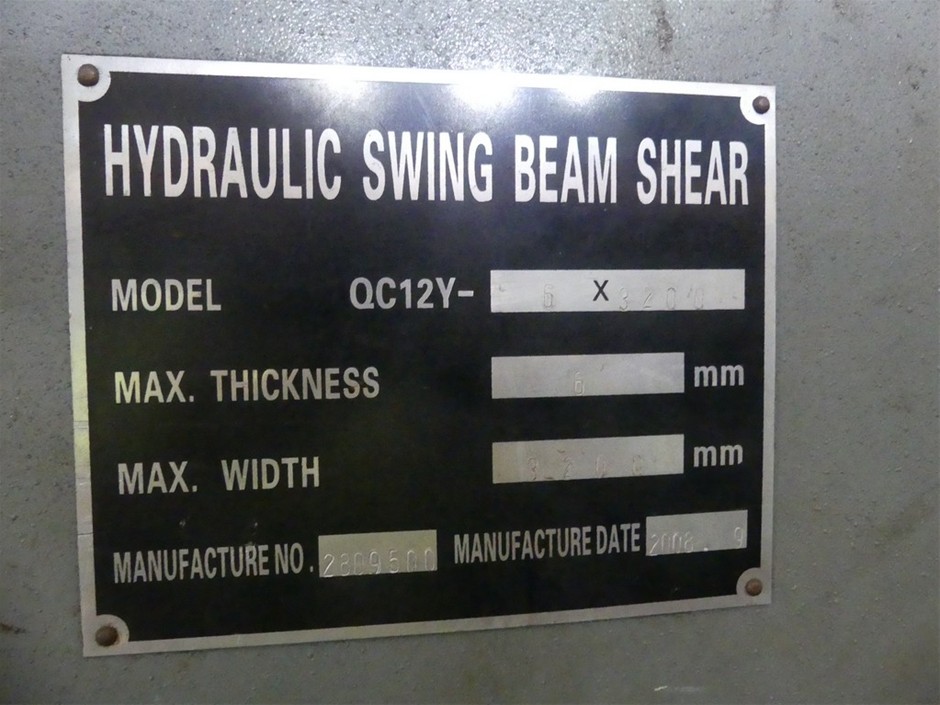 HYDRAULIC SWING BEAM SHEAR
MODEL QC12Y- 6 X 3200
MAX. THICKNESS 6 mm
MAX. WIDTH 3200 mm
MANUFACTURE NO. 2809500 MANUFACTURE DATE 2008. 9